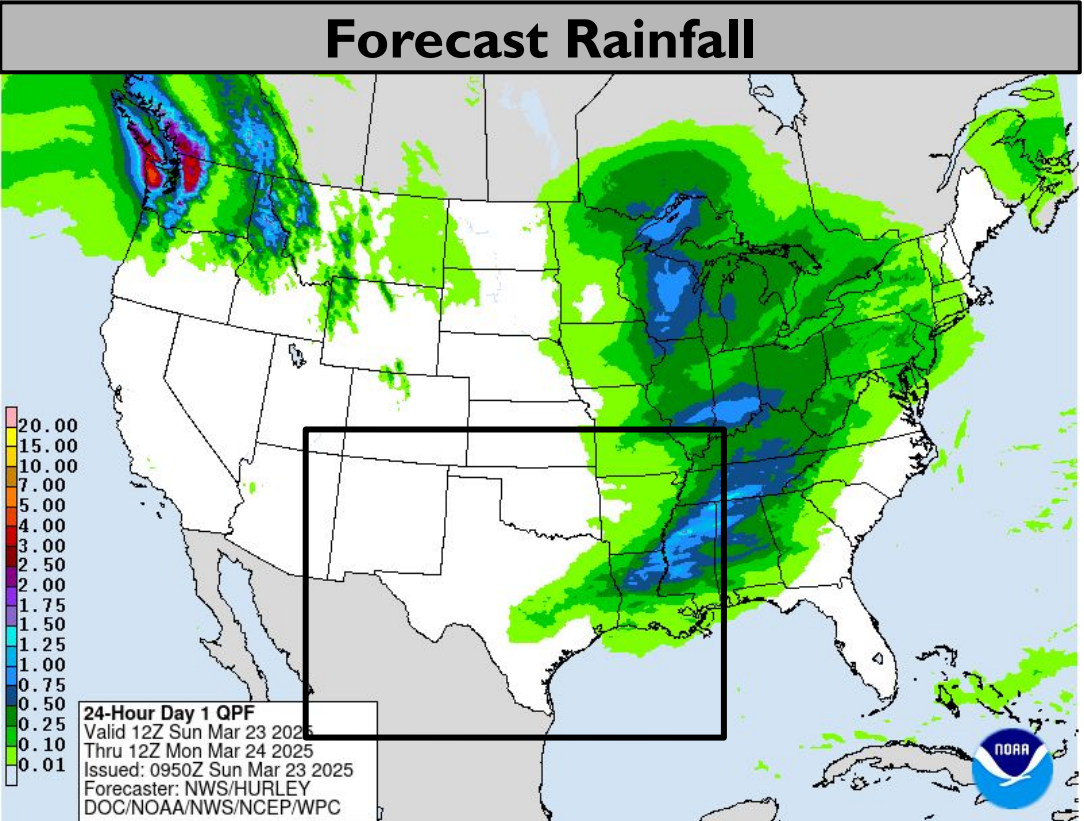 Forecast Rainfall
20.00
15.00
10.00
7.00
5.00
4.00
3.00
2.50
2.00
1.75
1.50
1.25
1.00
0.75
0.50
0.25
0.10
0.01
24-Hour Day 1 QPF
Valid 12Z Sun Mar 23 2025
Thru 12Z Mon Mar 24 2025
Issued: 0950Z Sun Mar 23 2025
Forecaster: NWS/HURLEY
DOC/NOAA/NWS/NCEP/WPC
NOAA